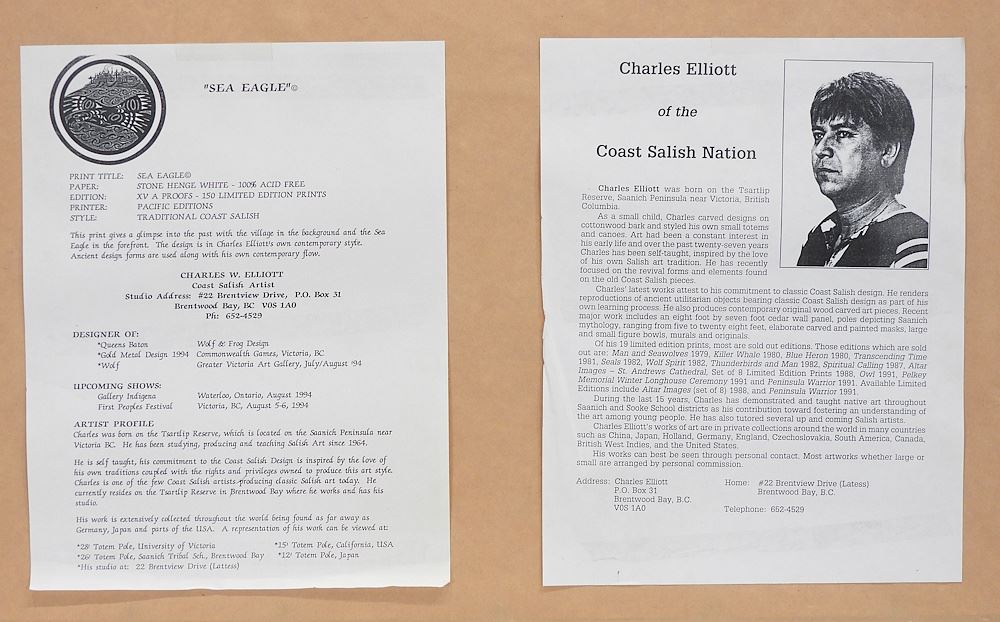 "SEA EAGLE"©
PRINT TITLE: SEA EAGLE©
PAPER: STONE HENGE WHITE - 100% ACID FREE
EDITION: XV A PROOFS - 150 LIMITED EDITION PRINTS
PRINTER: PACIFIC EDITIONS
STYLE: TRADITIONAL COAST SALISH
This print gives a glimpse into the past with the village in the background and the Sea
Eagle in the forefront. The design is in Charles Elliott's own contemporary style.
Ancient design forms are used along with his own contemporary flow.
CHARLES W. ELLIOTT
Coast Salish Artist
Studio Address: #22 Brentview Drive, P.O. Box 31
Brentwood Bay, BC V0S 1A0
Ph: 652-4529
DESIGNER OF:
*Queens Baton Wolf & Frog Design
*Gold Metal Design 1994 Commonwealth Games, Victoria, BC
*Wolf Greater Victoria Art Gallery, July/August '94
UPCOMING SHOWS:
Gallery Indigena Waterloo, Ontario, August 1994
First Peoples Festival Victoria, BC, August 5-6, 1994
ARTIST PROFILE
Charles was born on the Tsartlip Reserve, which is located on the Saanich Peninsula near
Victoria BC. He has been studying, producing and teaching Salish Art since 1964.
He is self taught, his commitment to the Coast Salish Design is inspired by the love of
his own traditions coupled with the rights and privileges owned to produce this art style.
Charles is one of the few Coast Salish artists producing classic Salish art today. He
currently resides on the Tsartlip Reserve in Brentwood Bay where he works and has his
studio.
His work is extensively collected throughout the world being found as far away as
Germany, Japan and parts of the USA. A representation of his work can be viewed at:
*28' Totem Pole, University of Victoria *15' Totem Pole, California, USA
*26' Totem Pole, Saanich Tribal Sch., Brentwood Bay *12' Totem Pole, Japan
*His studio at: 22 Brentview Drive (Lattess)
Charles Elliott
of the
Coast Salish Nation
Charles Elliott was born on the Tsartlip
Reserve, Saanich Peninsula near Victoria, British
Columbia.
As a small child, Charles carved designs on
cottonwood bark and styled his own small totems
and canoes. Art had been a constant interest in
his early life and over the past twenty-seven years
Charles has been self-taught, inspired by the love
of his own Salish art tradition. He has recently
focused on the revival forms and elements found
on the old Coast Salish pieces.
Charles' latest works attest to his commitment to classic Coast Salish design. He renders
reproductions of ancient utilitarian objects bearing classic Coast Salish design as part of his
own learning process. He also produces contemporary original wood carved art pieces. Recent
major work includes an eight foot by seven foot cedar wall panel, poles depicting Saanich
mythology, ranging from five to twenty eight feet, elaborate carved and painted masks, large
and small figure bowls, murals and originals.
Of his 19 limited edition prints, most are sold out editions. Those editions which are sold
out are: Man and Seawolves 1979, Killer Whale 1980, Blue Heron 1980, Transcending Time
1981, Seals 1982, Wolf Spirit 1982, Thunderbirds and Man 1982, Spiritual Calling 1987, Altar
Images – St. Andrews Cathedral, Set of 8 Limited Edition Prints 1988, Owl 1991, Pelkey
Memorial Winter Longhouse Ceremony 1991 and Peninsula Warrior 1991. Available Limited
Editions include Altar Images (set of 8) 1988, and Peninsula Warrior 1991.
During the last 15 years, Charles has demonstrated and taught native art throughout
Saanich and Sooke School districts as his contribution toward fostering an understanding of
the art among young people. He has also tutored several up and coming Salish artists.
Charles Elliott's works of art are in private collections around the world in many countries
such as China, Japan, Holland, Germany, England, Czechoslovakia, South America, Canada,
British West Indies, and the United States.
His works can best be seen through personal contact. Most artworks whether large or
small are arranged by personal commission.
Address: Charles Elliott Home: #22 Brentview Drive (Latess)
P.O. Box 31 Brentwood Bay, B.C.
Brentwood Bay, B.C.
V0S 1A0 Telephone: 652-4529